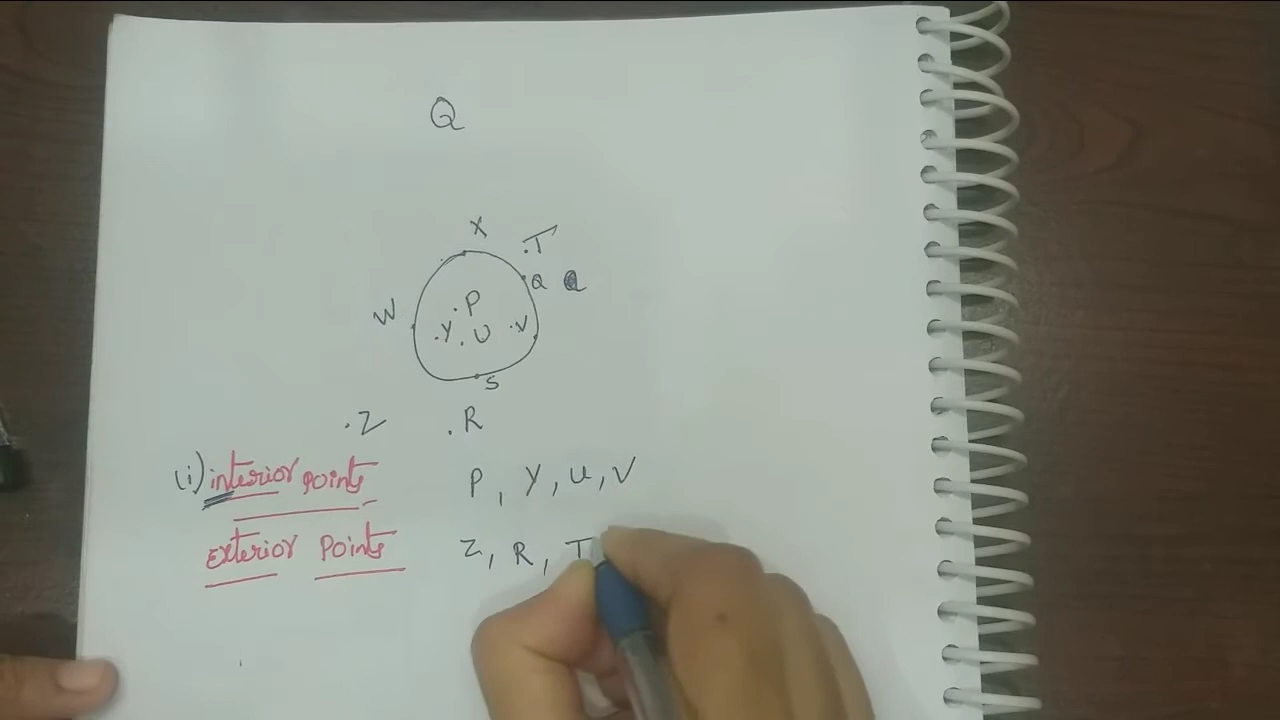 Q
X
.T
Q Q
W
.P
.Y .U .V
S
.Z .R
(i) interior points P, Y, U, V
Exterior Points Z, R, T